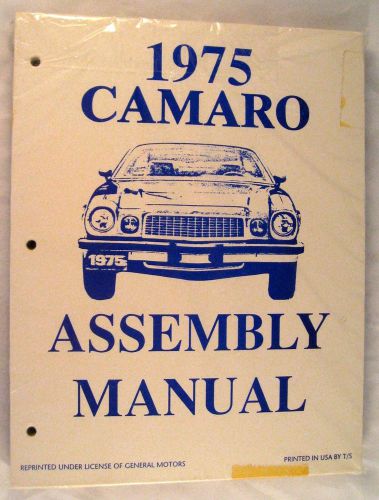 1975
CAMARO
1975
ASSEMBLY
MANUAL
REPRINTED UNDER LICENSE OF GENERAL MOTORS
PRINTED IN USA BY T/S